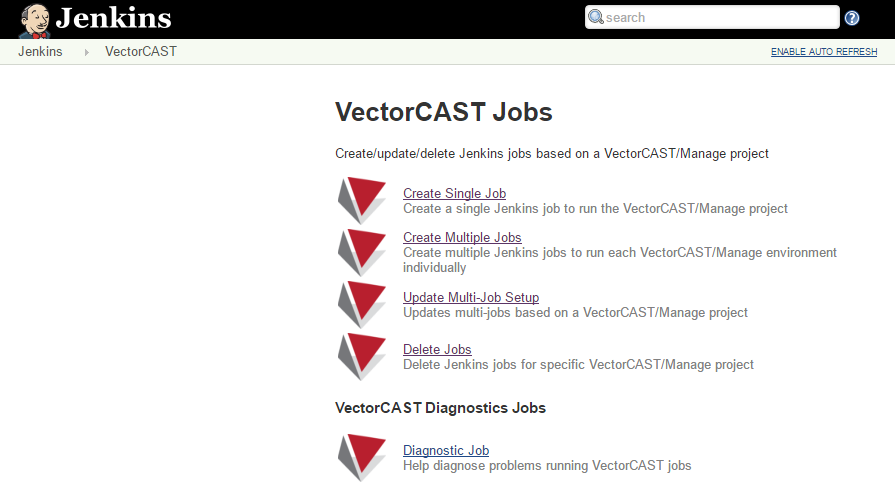 Jenkins
search
?
Jenkins VectorCAST ENABLE AUTO REFRESH
VectorCAST Jobs
Create/update/delete Jenkins jobs based on a VectorCAST/Manage project
Create Single Job
Create a single Jenkins job to run the VectorCAST/Manage project
Create Multiple Jobs
Create multiple Jenkins jobs to run each VectorCAST/Manage environment
individually
Update Multi-Job Setup
Updates multi-jobs based on a VectorCAST/Manage project
Delete Jobs
Delete Jenkins jobs for specific VectorCAST/Manage project
VectorCAST Diagnostics Jobs
Diagnostic Job
Help diagnose problems running VectorCAST jobs